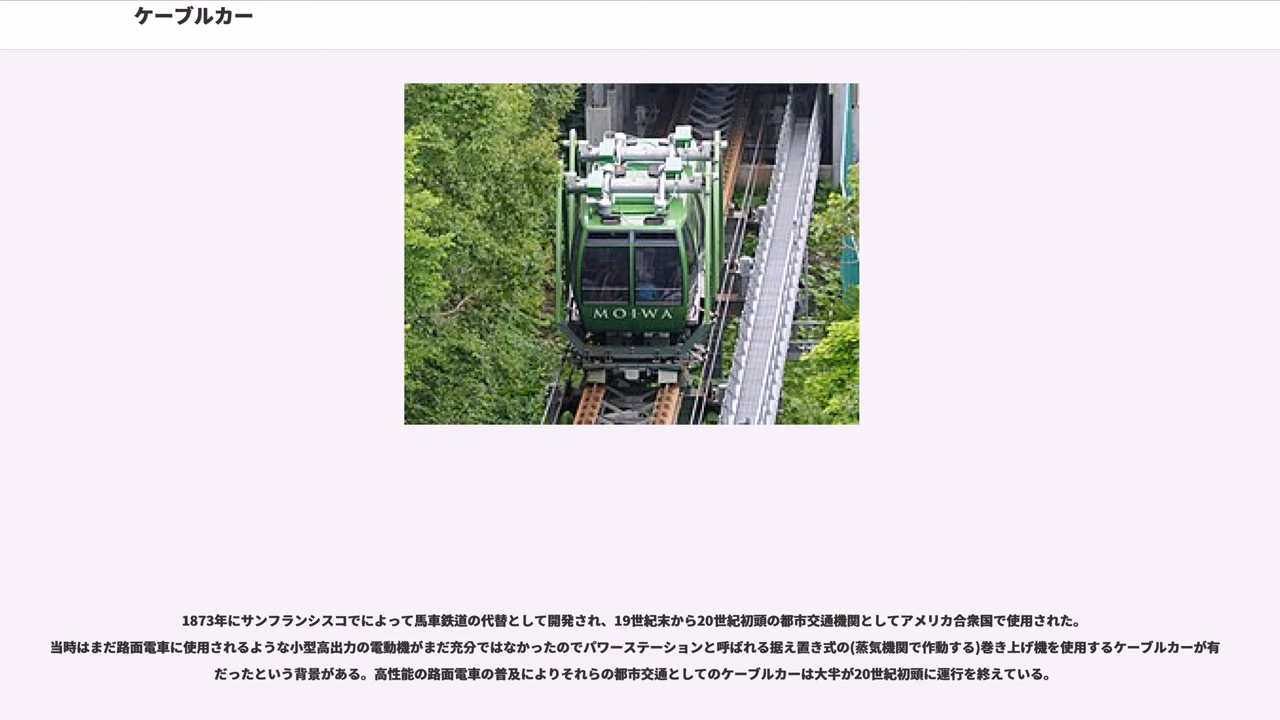 ケーブルカー
MOIWA
1873年にサンフランシスコでによって馬車鉄道の代替として開発され、19世紀末から20世紀初頭の都市交通機関としてアメリカ合衆国で使用された。
当時はまだ路面電車に使用されるような小型高出力の電動機がまだ充分ではなかったのでパワーステーションと呼ばれる据え置き式の(蒸気機関で作動する)巻き上げ機を使用するケーブルカーが有
だったという背景がある。高性能の路面電車の普及によりそれらの都市交通としてのケーブルカーは大半が20世紀初頭に運行を終えている。